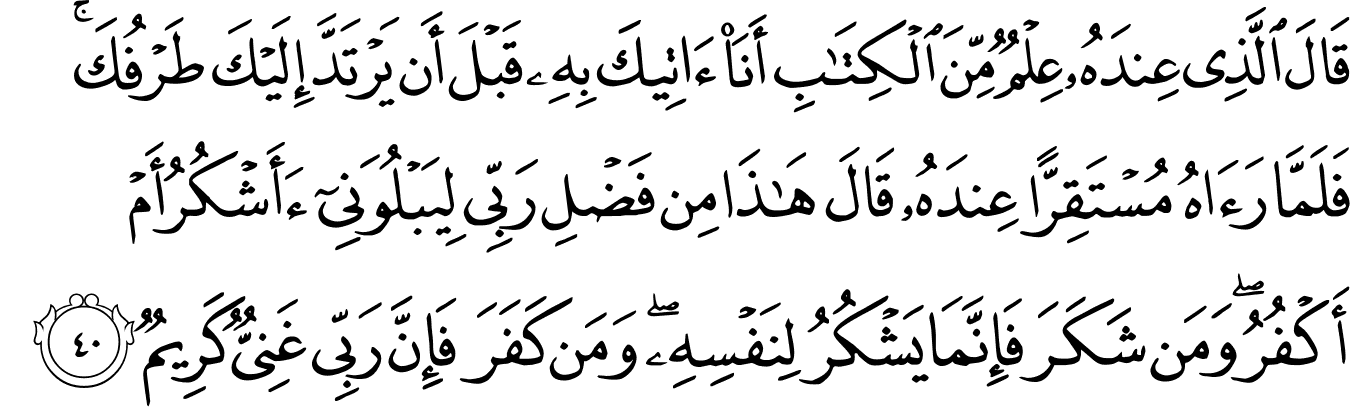 قَالَ ٱلَّذِى عِندَهُۥ عِلْمٌ مِّنَ ٱلْكِتَٰبِ أَنَا۠ ءَاتِيكَ بِهِۦ قَبْلَ أَن يَرْتَدَّ إِلَيْكَ طَرْفُكَ ۚ
فَلَمَّا رَءَاهُ مُسْتَقِرًّا عِندَهُۥ قَالَ هَٰذَا مِن فَضْلِ رَبِّى لِيَبْلُوَنِىٓ ءَأَشْكُرُ أَمْ
أَكْفُرُ ۖ وَمَن شَكَرَ فَإِنَّمَا يَشْكُرُ لِنَفْسِهِۦ ۖ وَمَن كَفَرَ فَإِنَّ رَبِّى غَنِىٌّ كَرِيمٌ ٤٠